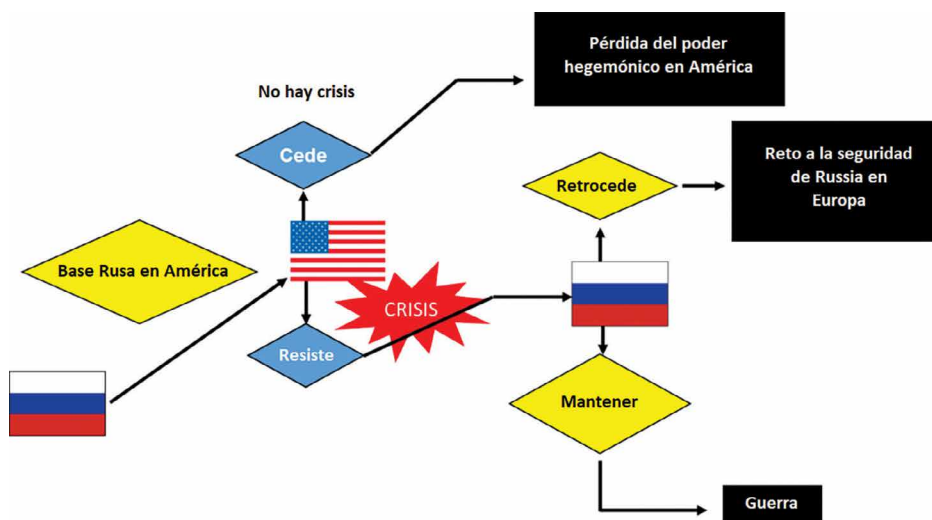 Pérdida del poder
hegemónico en América
No hay crisis
Cede
Reto a la seguridad
de Russia en
Europa
Retrocede
Base Rusa en América
CRISIS
Resiste
Mantener
Guerra